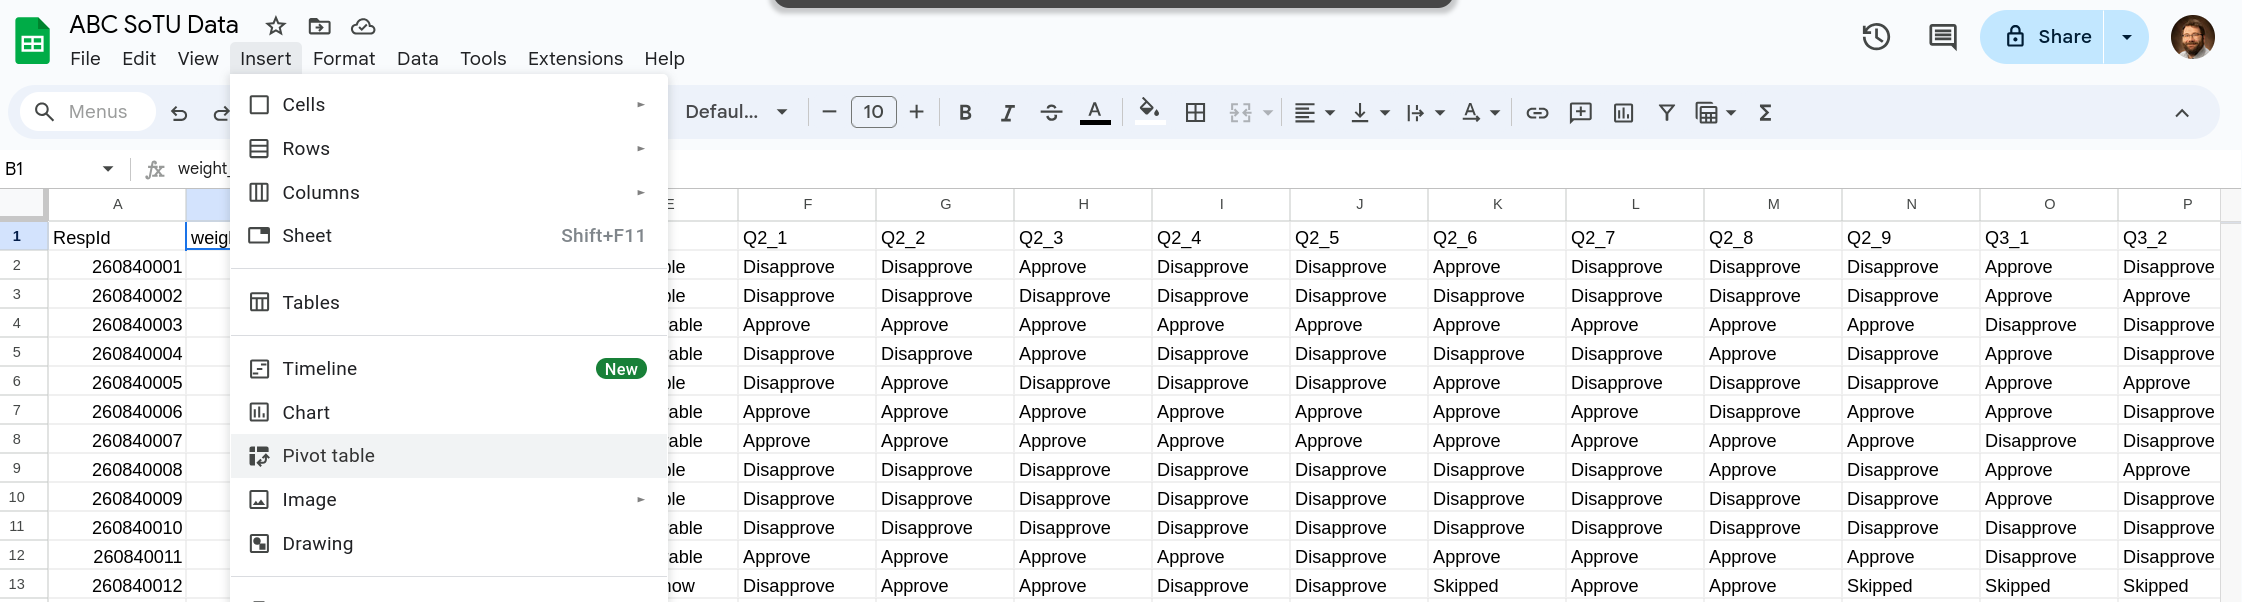 ABC SoTU Data
File Edit View Insert Format Data Tools Extensions Help
Share
Menus Defaul... 10 B I A
B1 fx weight_
Cells
Rows
Columns
Sheet Shift+F11
Tables
Timeline New
Chart
Pivot table
Image
Drawing
A E F G H I J K L M N O P
1 RespId weigh Q2_1 Q2_2 Q2_3 Q2_4 Q2_5 Q2_6 Q2_7 Q2_8 Q2_9 Q3_1 Q3_2
2 260840001 ble Disapprove Disapprove Approve Disapprove Disapprove Approve Disapprove Disapprove Disapprove Approve Disapprove
3 260840002 ble Disapprove Disapprove Disapprove Disapprove Disapprove Disapprove Disapprove Disapprove Disapprove Approve Approve
4 260840003 able Approve Approve Approve Approve Approve Approve Approve Approve Approve Disapprove Disapprove
5 260840004 able Disapprove Disapprove Approve Disapprove Disapprove Disapprove Disapprove Approve Disapprove Approve Disapprove
6 260840005 ble Disapprove Approve Disapprove Disapprove Disapprove Approve Disapprove Disapprove Disapprove Approve Approve
7 260840006 able Approve Approve Approve Approve Approve Approve Approve Disapprove Approve Approve Disapprove
8 260840007 able Approve Approve Approve Approve Approve Approve Approve Approve Approve Disapprove Disapprove
9 260840008 ble Disapprove Disapprove Disapprove Disapprove Disapprove Disapprove Disapprove Approve Disapprove Approve Approve
10 260840009 ble Disapprove Disapprove Disapprove Disapprove Disapprove Disapprove Disapprove Disapprove Disapprove Approve Disapprove
11 260840010 able Disapprove Disapprove Disapprove Disapprove Disapprove Disapprove Disapprove Disapprove Disapprove Disapprove Disapprove
12 260840011 able Approve Approve Approve Approve Disapprove Approve Approve Approve Approve Disapprove Disapprove
13 260840012 now Disapprove Approve Approve Disapprove Disapprove Skipped Approve Approve Skipped Skipped Skipped